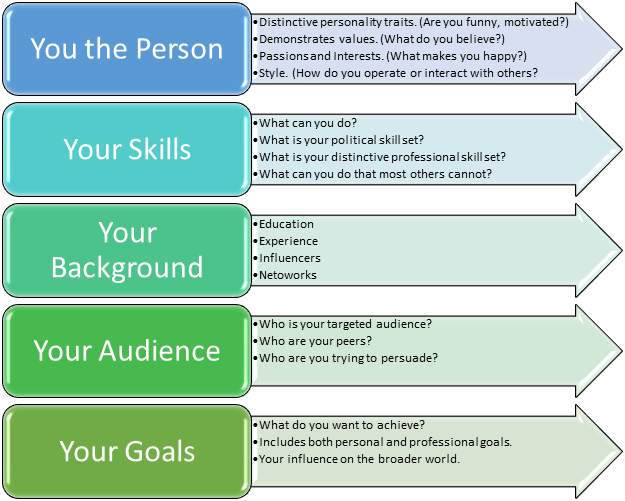 You the Person
•Distinctive personality traits. (Are you funny, motivated?)
•Demonstrates values. (What do you believe?)
•Passions and Interests. (What makes you happy?)
•Style. (How do you operate or interact with others?
Your Skills
•What can you do?
•What is your political skill set?
•What is your distinctive professional skill set?
•What can you do that most others cannot?
Your
Background
•Education
•Experience
•Influencers
•Netoworks
Your Audience
•Who is your targeted audience?
•Who are your peers?
•Who are you trying to persuade?
Your Goals
•What do you want to achieve?
•Includes both personal and professional goals.
•Your influence on the broader world.